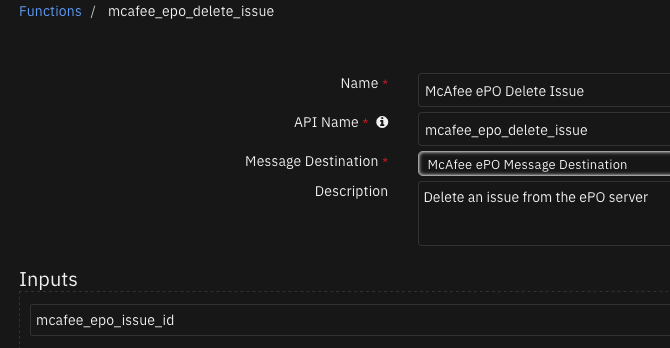 Functions / mcafee_epo_delete_issue
Name *
McAfee ePO Delete Issue
API Name *
mcafee_epo_delete_issue
Message Destination *
McAfee ePO Message Destination
Description
Delete an issue from the ePO server
Inputs
mcafee_epo_issue_id